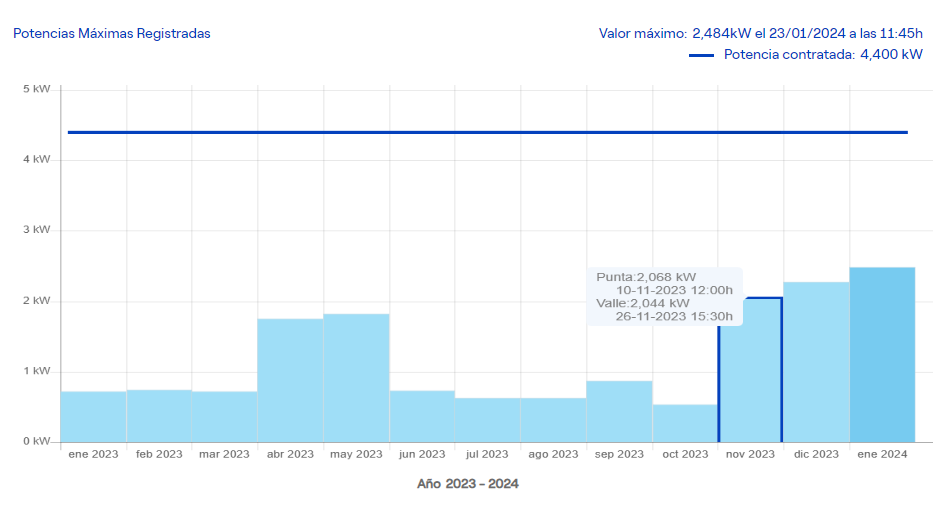 Potencias Máximas Registradas
Valor máximo: 2,484kW el 23/01/2024 a las 11:45h
Potencia contratada: 4,400 kW
5 kW
4 kW
3 kW
2 kW
1 kW
0 kW
Punta:2,068 kW
10-11-2023 12:00h
Valle:2,044 kW
26-11-2023 15:30h
ene 2023 feb 2023 mar 2023 abr 2023 may 2023 jun 2023 jul 2023 ago 2023 sep 2023 oct 2023 nov 2023 dic 2023 ene 2024
Año 2023 - 2024